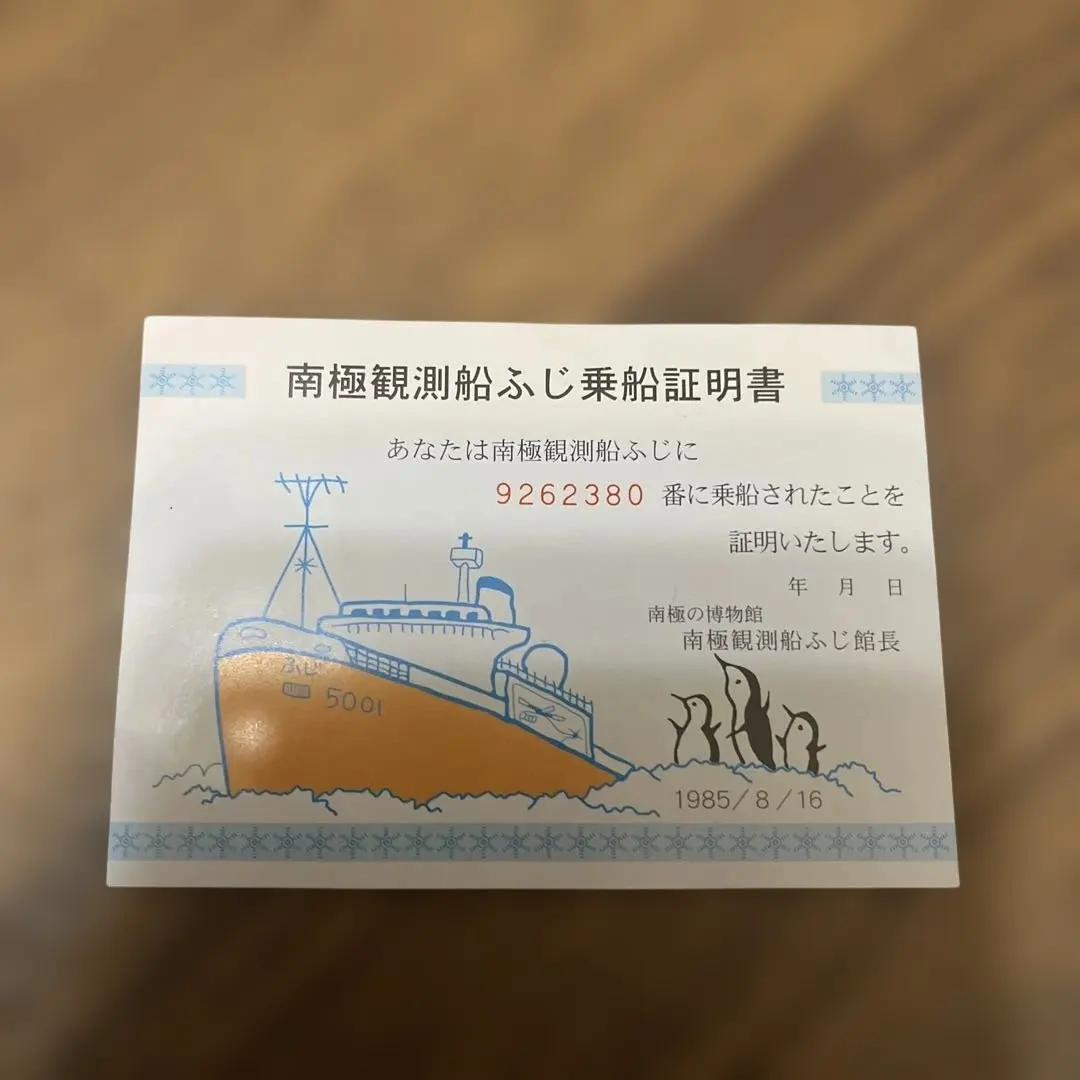 南極観測船ふじ乗船証明書
あなたは南極観測船ふじに
9262380 番に乗船されたことを
証明いたします。
年 月 日
南極の博物館
南極観測船ふじ館長
ふじ
5001
1985/8/16